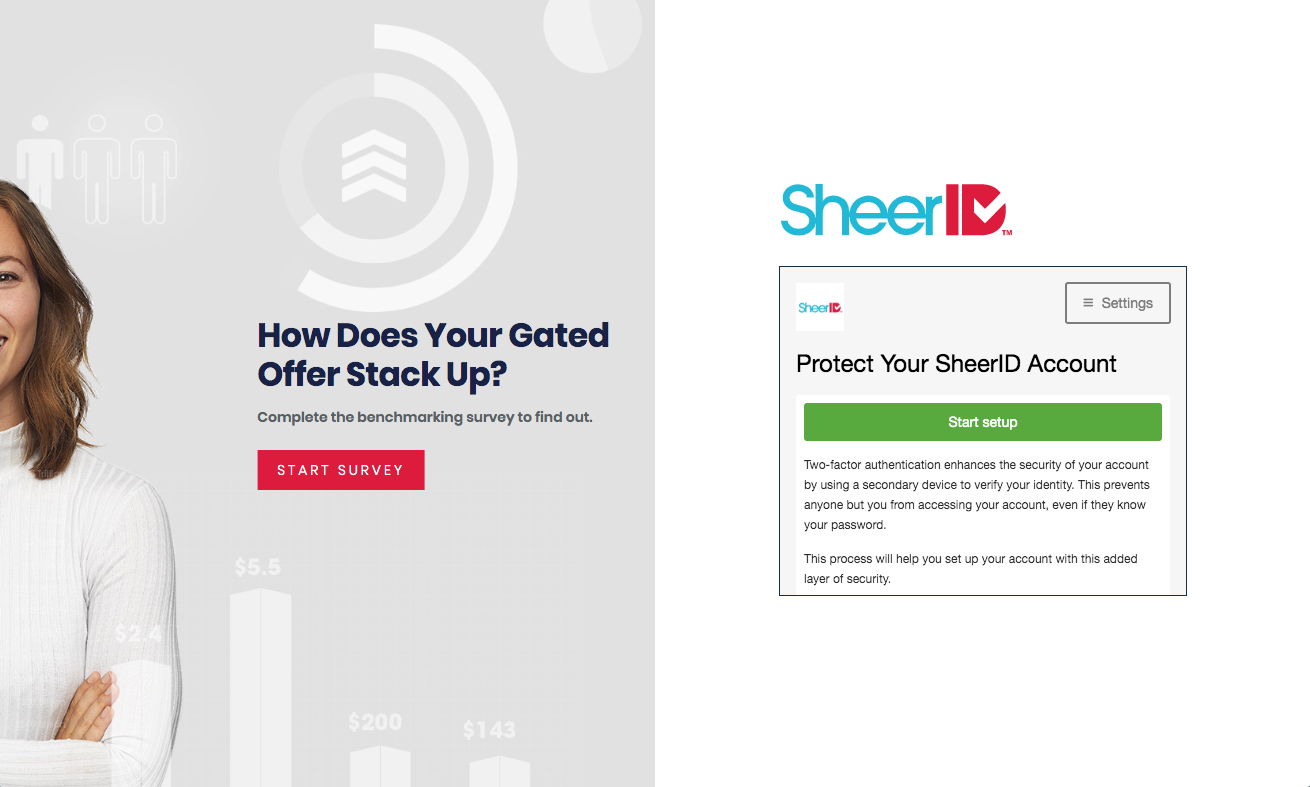 How Does Your Gated
Offer Stack Up?
Complete the benchmarking survey to find out.
START SURVEY
$5.5
$2.4
$200
$143
SheerID™
SheerID
≡ Settings
Protect Your SheerID Account
Start setup
Two-factor authentication enhances the security of your account
by using a secondary device to verify your identity. This prevents
anyone but you from accessing your account, even if they know
your password.
This process will help you set up your account with this added
layer of security.